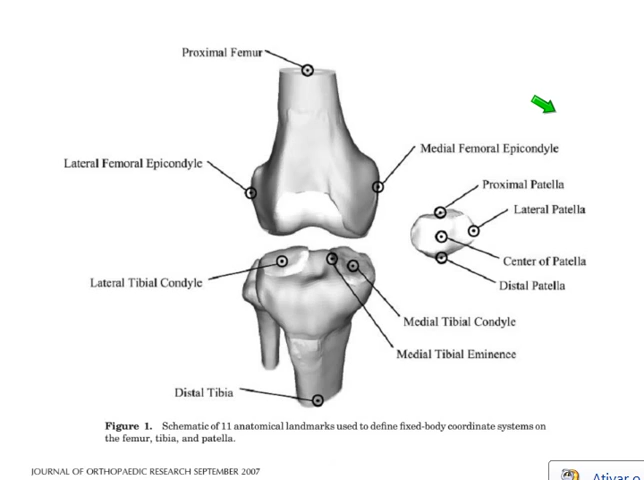 Proximal Femur
Medial Femoral Epicondyle
Lateral Femoral Epicondyle
Proximal Patella
Lateral Patella
Center of Patella
Lateral Tibial Condyle
Distal Patella
Medial Tibial Condyle
Medial Tibial Eminence
Distal Tibia
Figure 1. Schematic of 11 anatomical landmarks used to define fixed-body coordinate systems on
the femur, tibia, and patella.
JOURNAL OF ORTHOPAEDIC RESEARCH SEPTEMBER 2007
Ativar o